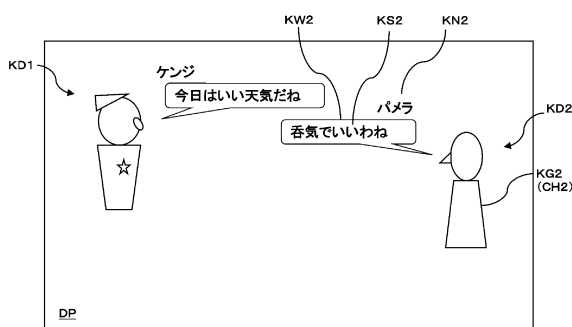 KW2
KS2
KN2
KD1
ケンジ
今日はいい天気だね
パメラ
呑気でいいわね
KD2
KG2
(CH2)
DP